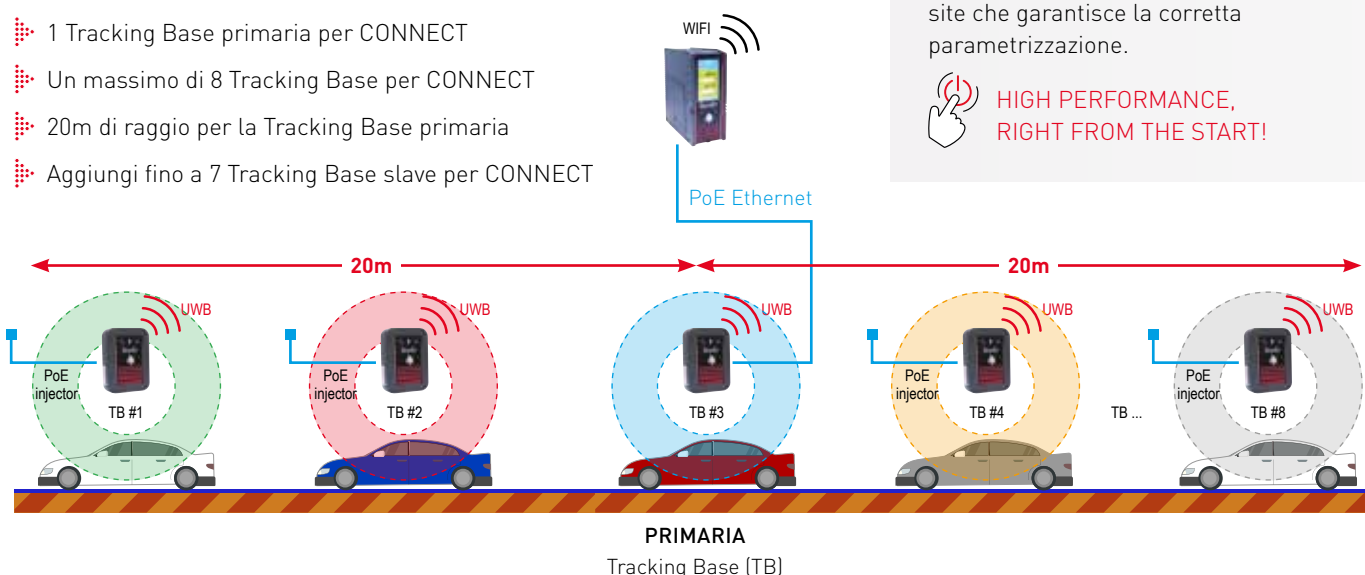 1 Tracking Base primaria per CONNECT
Un massimo di 8 Tracking Base per CONNECT
20m di raggio per la Tracking Base primaria
Aggiungi fino a 7 Tracking Base slave per CONNECT
WIFI
site che garantisce la corretta
parametrizzazione.
HIGH PERFORMANCE,
RIGHT FROM THE START!
PoE Ethernet
20m
20m
UWB
UWB
UWB
UWB
UWB
PoE
injector
TB #1
PoE
injector
TB #2
TB #3
PoE
injector
TB #4
TB ...
PoE
injector
TB #8
PRIMARIA
Tracking Base (TB)